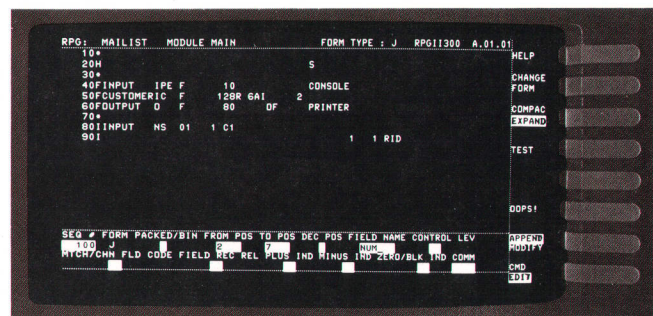 RPG: MAILIST MODULE MAIN FORM TYPE : J RPGII300 A.01.01
10*
20H S
30*
40FINPUT IPE F 10 CONSOLE
50FCUSTOMERIC F 128R 6AI 2
60FOUTPUT O F 80 OF PRINTER
70*
80IINPUT NS 01 1 C1
90I 1 1 RID
HELP
CHANGE
FORM
COMPAC
EXPAND
TEST
OOPS!
APPEND
MODIFY
CMD
EDIT
SEQ # FORM PACKED/BIN FROM POS TO POS DEC POS FIELD NAME CONTROL LEV
100 J 2 7 NUM_
MTCH/CHN FLD CODE FIELD REC REL PLUS IND MINUS IND ZERO/BLK IND COMM